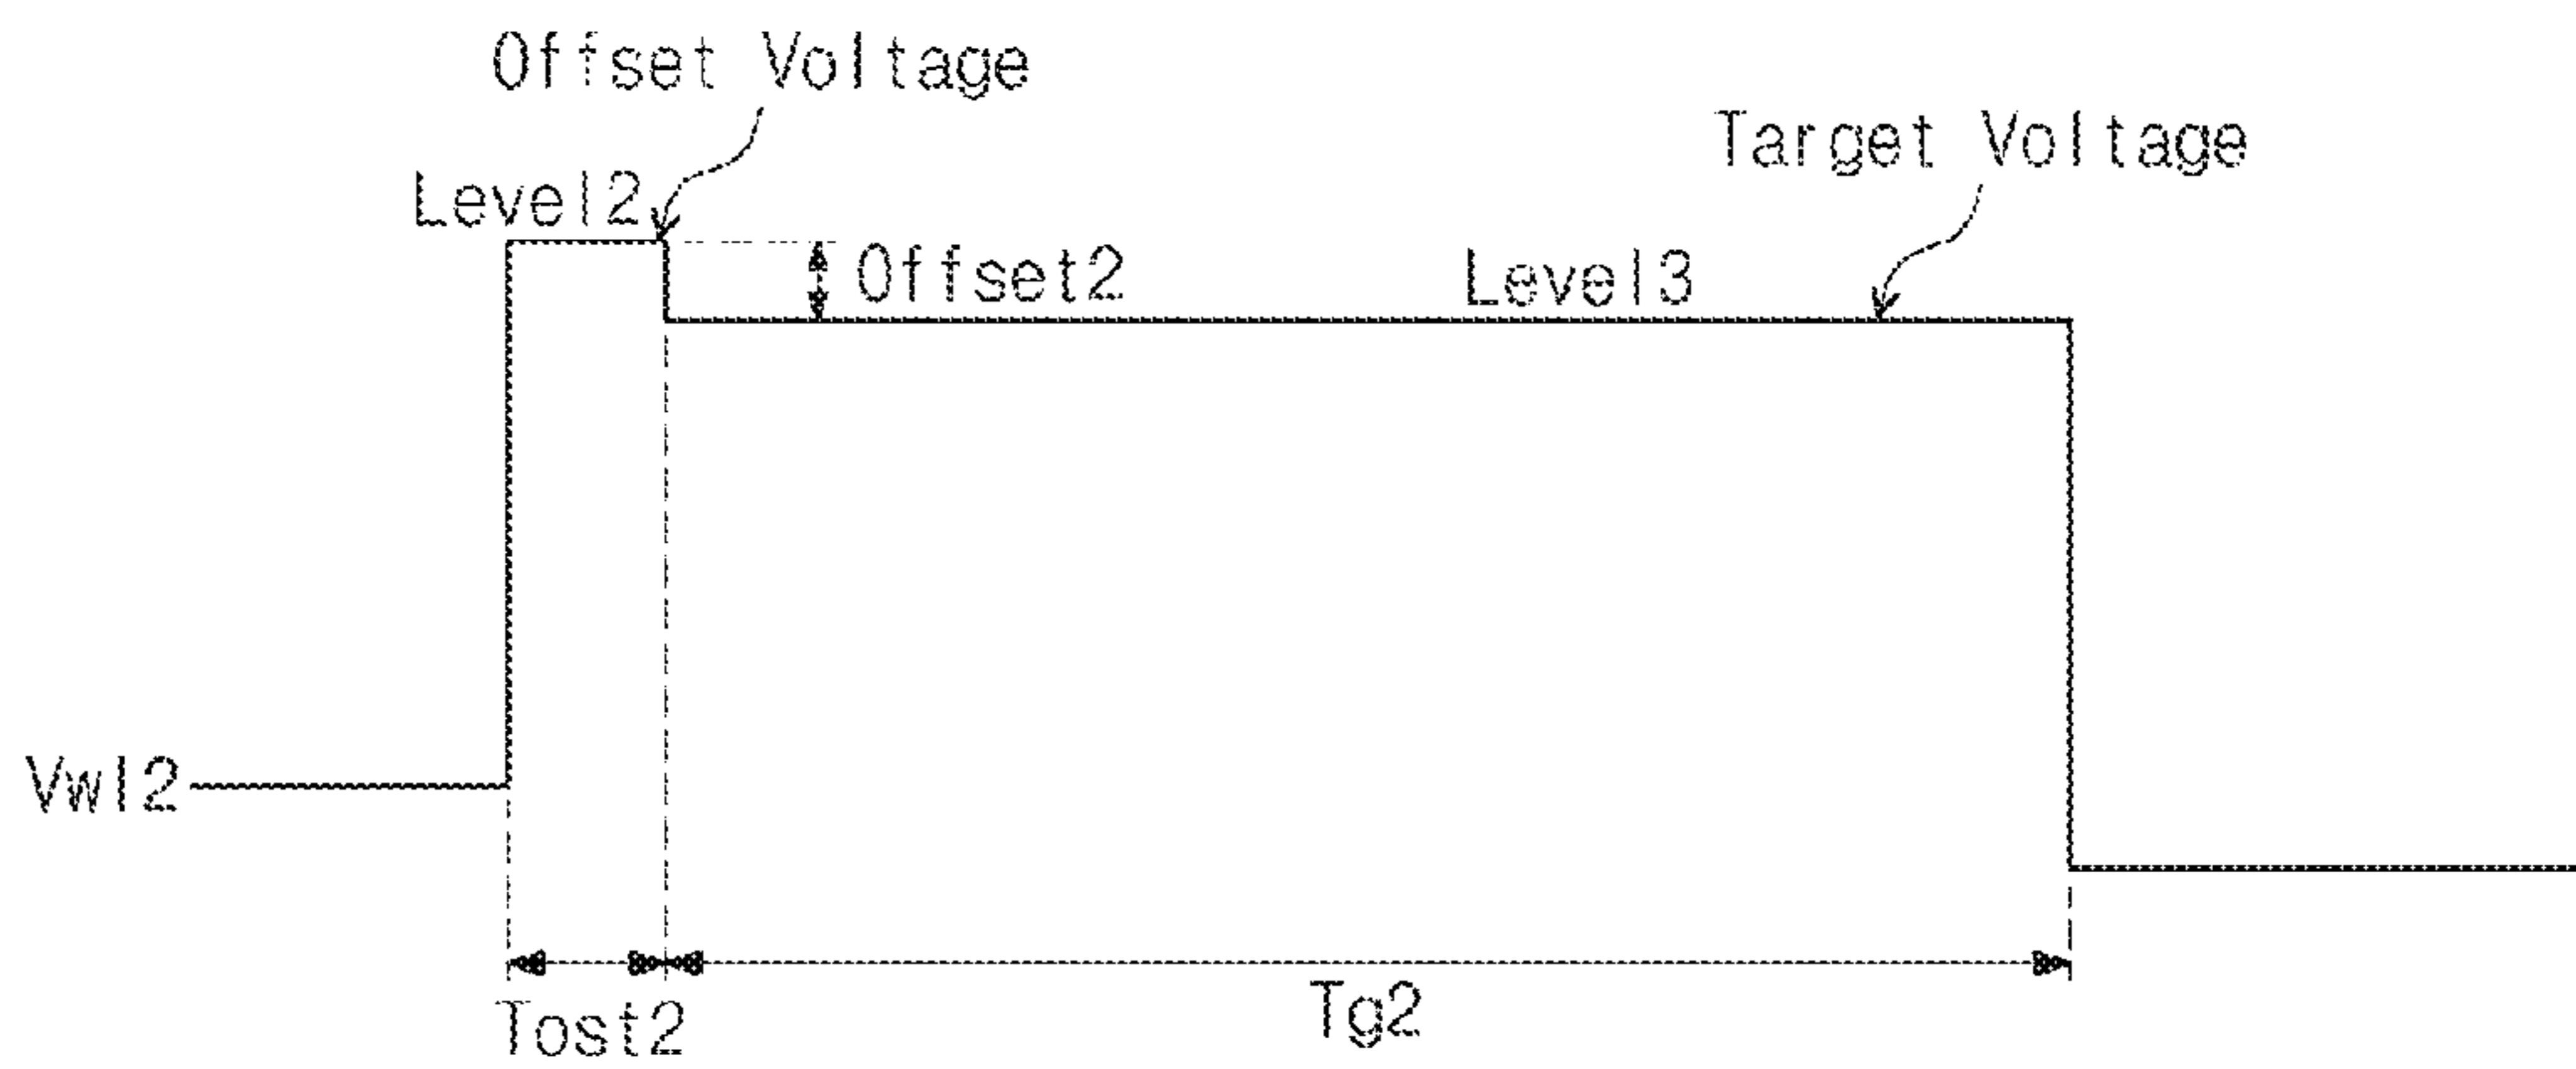 Offset Voltage
Target Voltage
Level2
Offset2
Level3
Vwl2
Tost2
Tg2